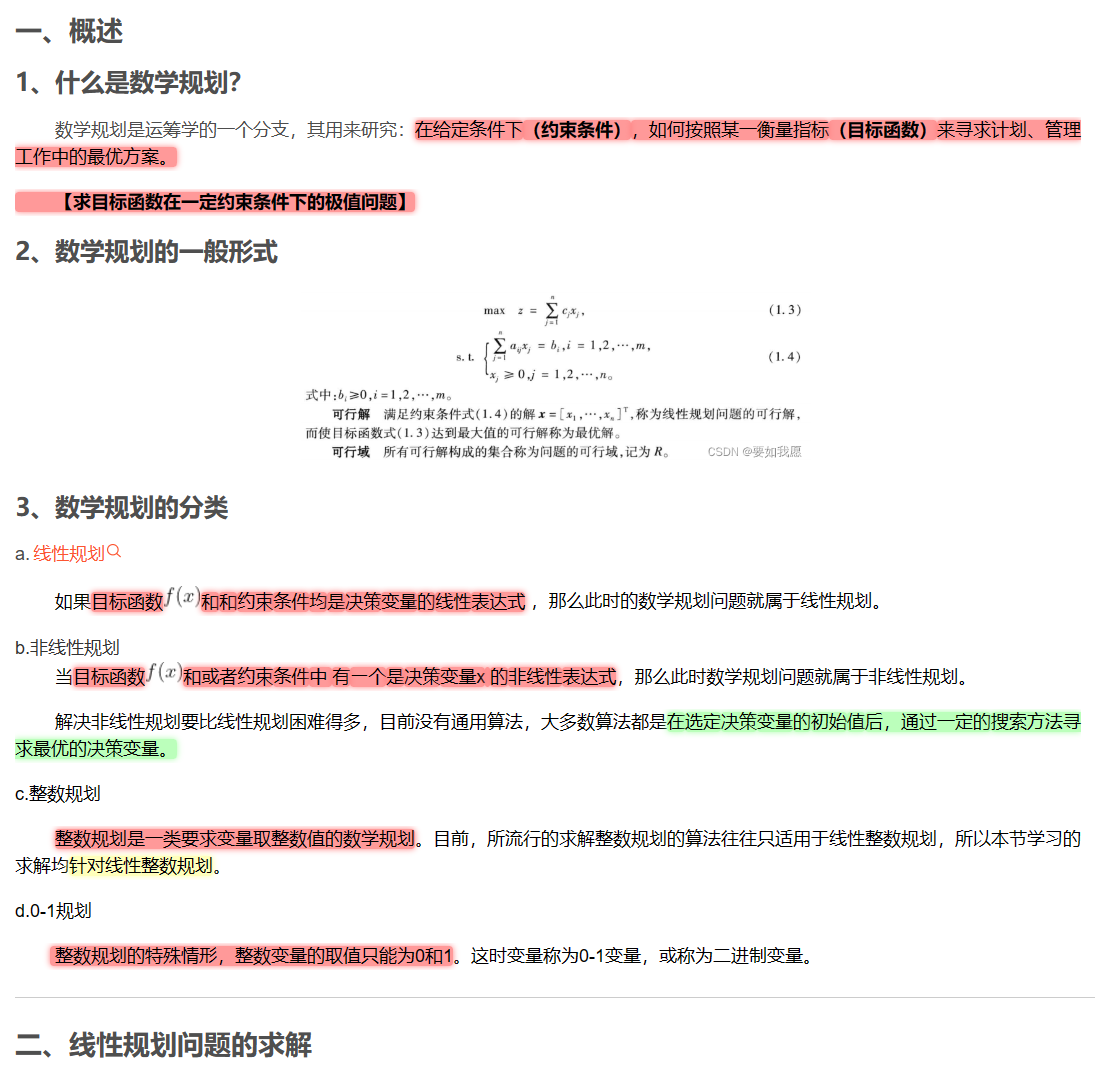 一、概述
1、什么是数学规划?
数学规划是运筹学的一个分支，其用来研究：在给定条件下（约束条件），如何按照某一衡量指标（目标函数）来寻求计划、管理
工作中的最优方案。
【求目标函数在一定约束条件下的极值问题】
2、数学规划的一般形式
max z = ∑_{j=1}^{n} c_j x_j, (1.3)
s.t. { ∑_{j=1}^{n} a_{ij} x_j = b_i, i = 1,2,⋯,m, (1.4)
x_j ≥ 0, j = 1,2,⋯,n。
式中:b_i≥0,i=1,2,⋯,m。
可行解 满足约束条件式(1.4)的解 x=[x_1,⋯,x_n]^T,称为线性规划问题的可行解,
而使目标函数式(1.3)达到最大值的可行解称为最优解。
可行域 所有可行解构成的集合称为问题的可行域,记为 R。 CSDN @要如我愿
3、数学规划的分类
a. 线性规划
如果目标函数f(x)和和约束条件均是决策变量的线性表达式 ，那么此时的数学规划问题就属于线性规划。
b.非线性规划
当目标函数f(x)和或者约束条件中 有一个是决策变量x 的非线性表达式，那么此时数学规划问题就属于非线性规划。
解决非线性规划要比线性规划困难得多，目前没有通用算法，大多数算法都是在选定决策变量的初始值后，通过一定的搜索方法寻
求最优的决策变量。
c.整数规划
整数规划是一类要求变量取整数值的数学规划。目前，所流行的求解整数规划的算法往往只适用于线性整数规划，所以本节学习的
求解均针对线性整数规划。
d.0-1规划
整数规划的特殊情形，整数变量的取值只能为0和1。这时变量称为0-1变量，或称为二进制变量。
二、线性规划问题的求解